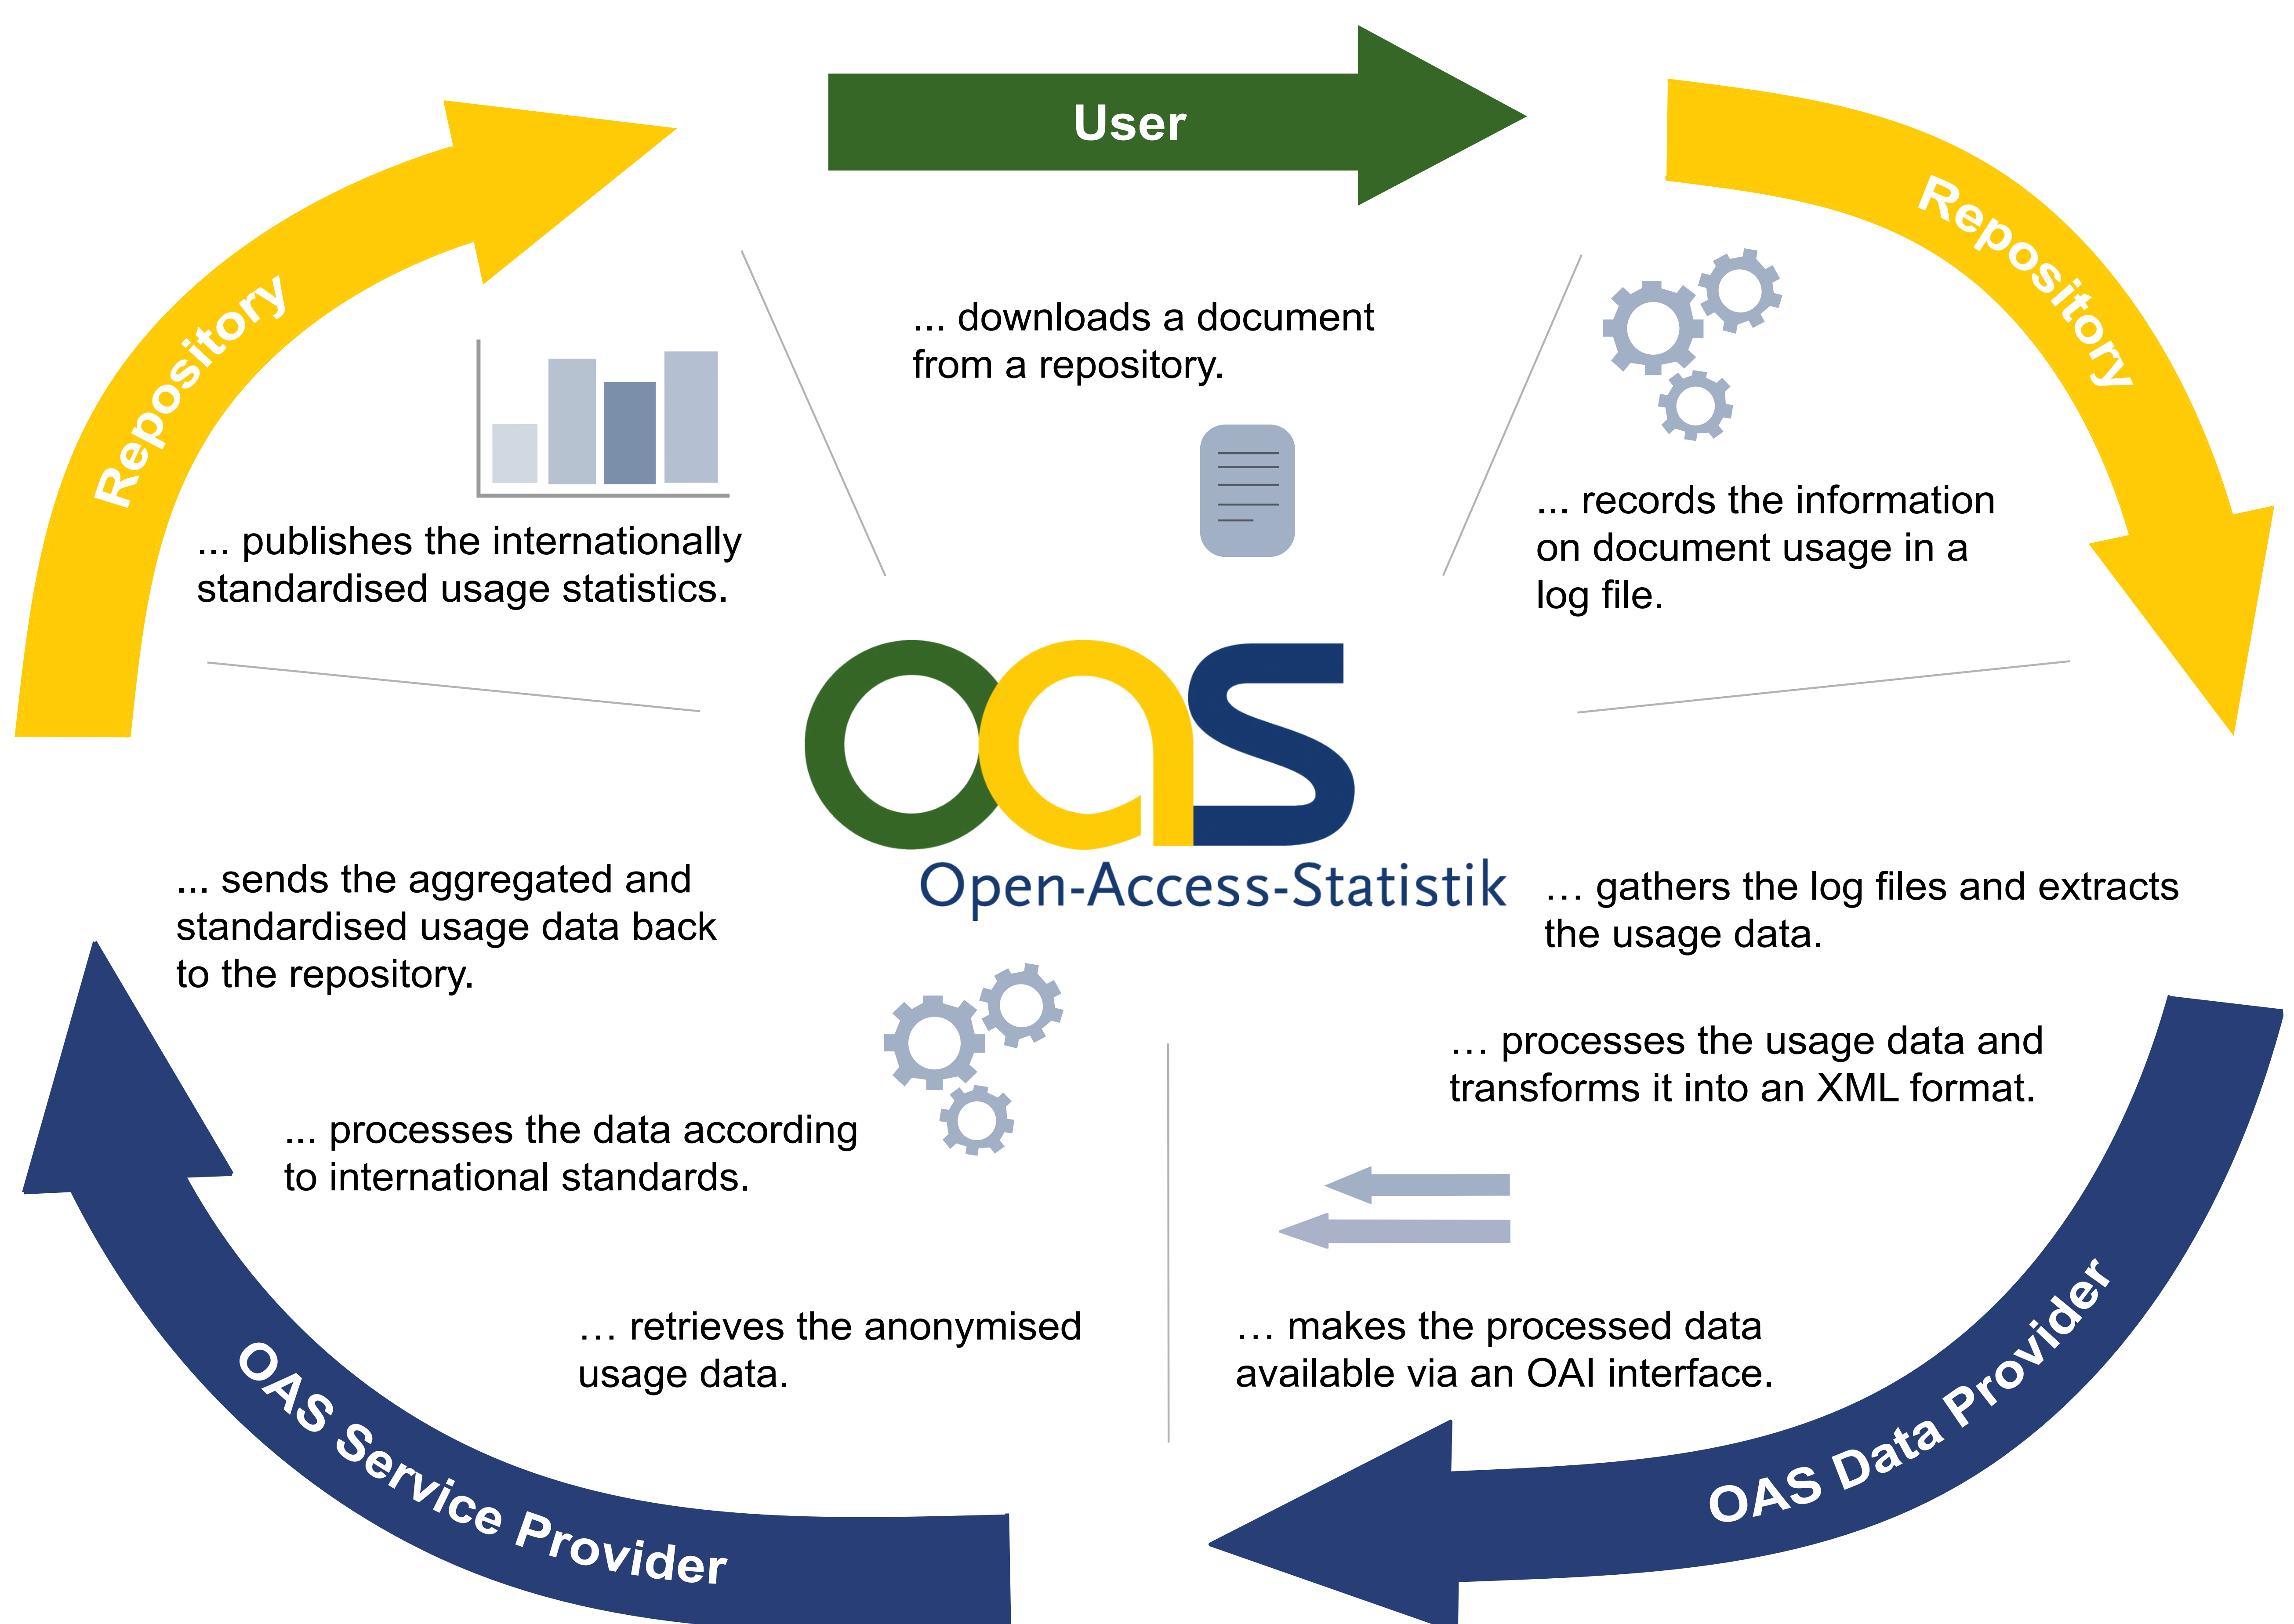 User
... downloads a document
from a repository.
Repository
... records the information
on document usage in a
log file.
OAS Data Provider
… gathers the log files and extracts
the usage data.
… processes the usage data and
transforms it into an XML format.
… makes the processed data
available via an OAI interface.
OAS Service Provider
… retrieves the anonymised
usage data.
... processes the data according
to international standards.
... sends the aggregated and
standardised usage data back
to the repository.
Repository
... publishes the internationally
standardised usage statistics.
oas
Open-Access-Statistik